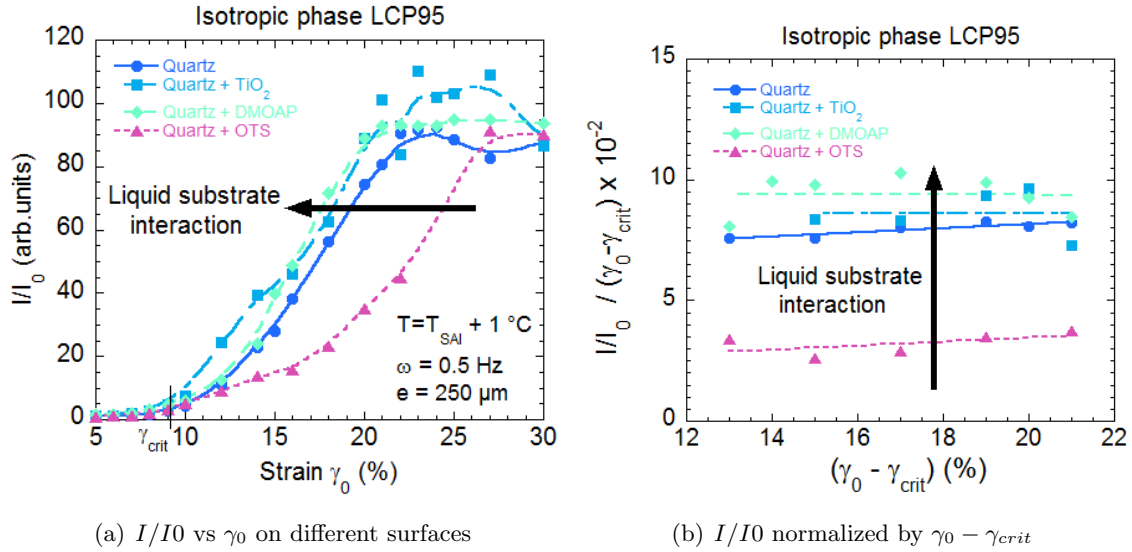 Isotropic phase LCP95
120
100
80
60
40
20
0
I/I₀ (arb.units)
Quartz
Quartz + TiO₂
Quartz + DMOAP
Quartz + OTS
Liquid substrate
interaction
T=T_SAI + 1 °C
ω = 0.5 Hz
e = 250 µm
5 10 15 20 25 30
γcrit
Strain γ₀ (%)
(a) I/I0 vs γ₀ on different surfaces
Isotropic phase LCP95
15
10
5
0
I/I₀ / (γ₀-γcrit) x 10⁻²
Quartz
Quartz + TiO₂
Quartz + DMOAP
Quartz + OTS
Liquid substrate
interaction
12 14 16 18 20 22
(γ₀ - γcrit) (%)
(b) I/I0 normalized by γ₀ − γcrit